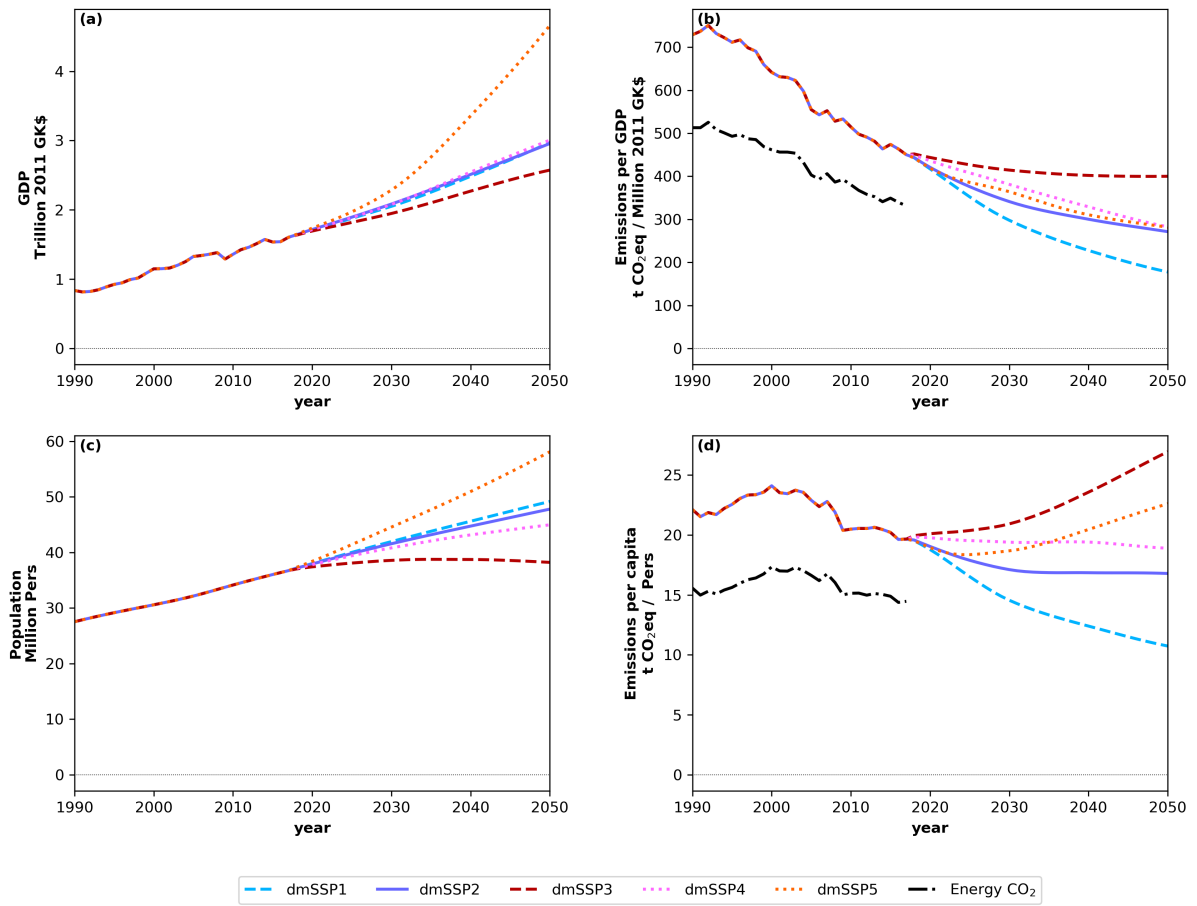 (a)
GDP
Trillion 2011 GK$
4
3
2
1
0
1990 2000 2010 2020 2030 2040 2050
year
(b)
Emissions per GDP
t CO₂eq / Million 2011 GK$
700
600
500
400
300
200
100
0
1990 2000 2010 2020 2030 2040 2050
year
(c)
Population
Million Pers
60
50
40
30
20
10
0
1990 2000 2010 2020 2030 2040 2050
year
(d)
Emissions per capita
t CO₂eq / Pers
25
20
15
10
5
0
1990 2000 2010 2020 2030 2040 2050
year
dmSSP1 dmSSP2 dmSSP3 dmSSP4 dmSSP5 Energy CO₂